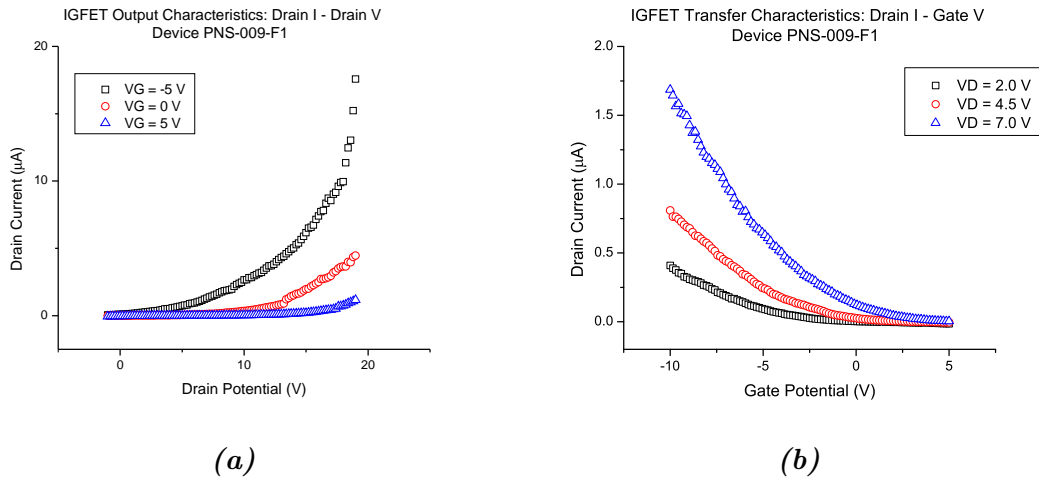 IGFET Output Characteristics: Drain I - Drain V
Device PNS-009-F1
VG = -5 V
VG = 0 V
VG = 5 V
20
10
0
Drain Current (μA)
0
10
20
Drain Potential (V)
(a)
IGFET Transfer Characteristics: Drain I - Gate V
Device PNS-009-F1
VD = 2.0 V
VD = 4.5 V
VD = 7.0 V
2.0
1.5
1.0
0.5
0.0
Drain Current (μA)
-10
-5
0
5
Gate Potential (V)
(b)